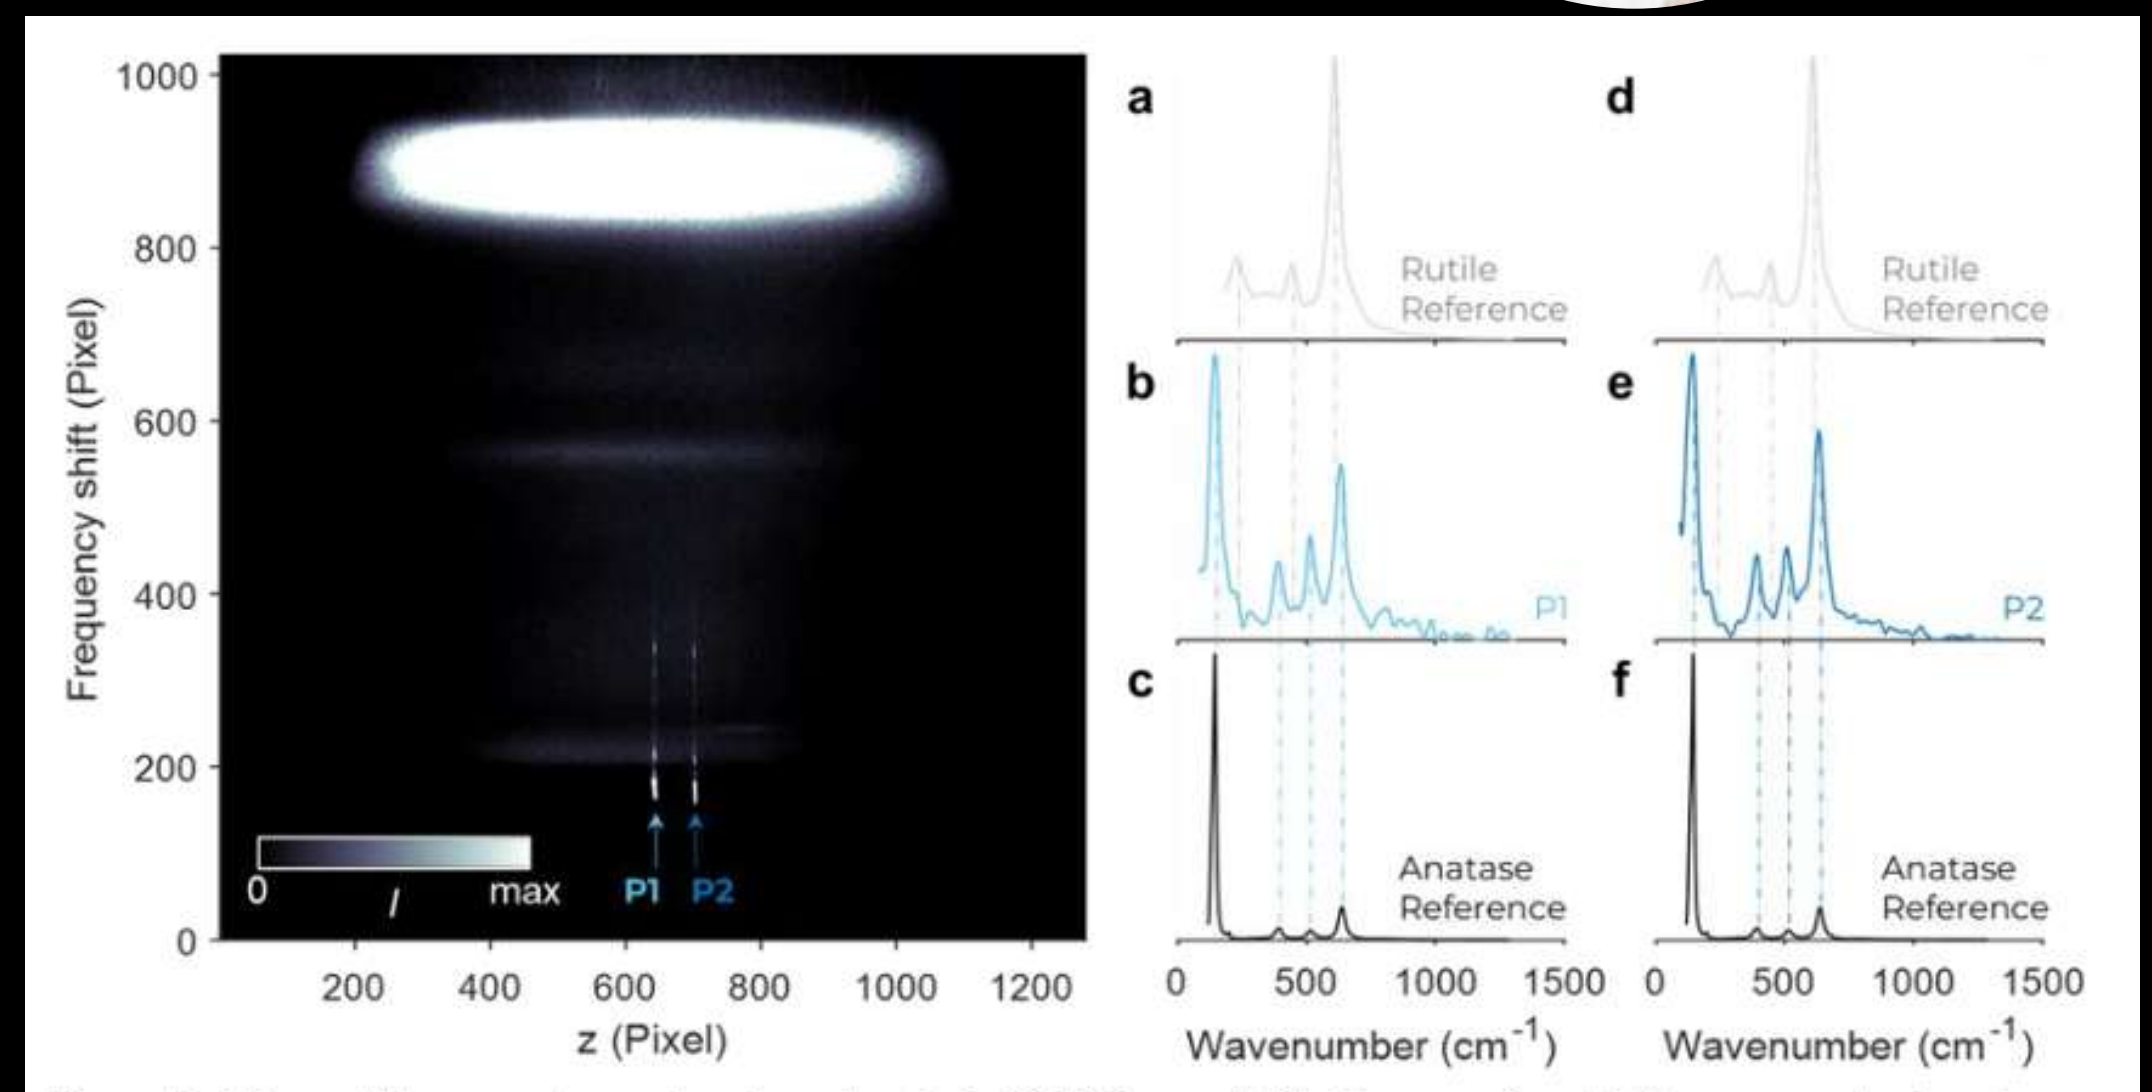 1000
800
600
400
200
0
Frequency shift (Pixel)
0
I
max
P1
P2
200
400
600
800
1000
1200
z (Pixel)
a
Rutile
Reference
b
P1
c
Anatase
Reference
0
500
1000
1500
Wavenumber (cm-1)
d
Rutile
Reference
e
P2
f
Anatase
Reference
0
500
1000
1500
Wavenumber (cm-1)